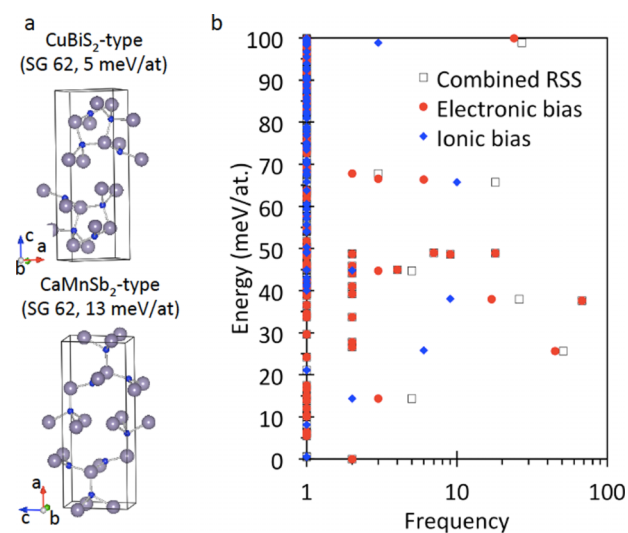 a
CuBiS₂-type
(SG 62, 5 meV/at)
c
a
b
CaMnSb₂-type
(SG 62, 13 meV/at)
a
c
b
b
Energy (meV/at.)
100
90
80
70
60
50
40
30
20
10
0
Combined RSS
Electronic bias
Ionic bias
1
10
100
Frequency